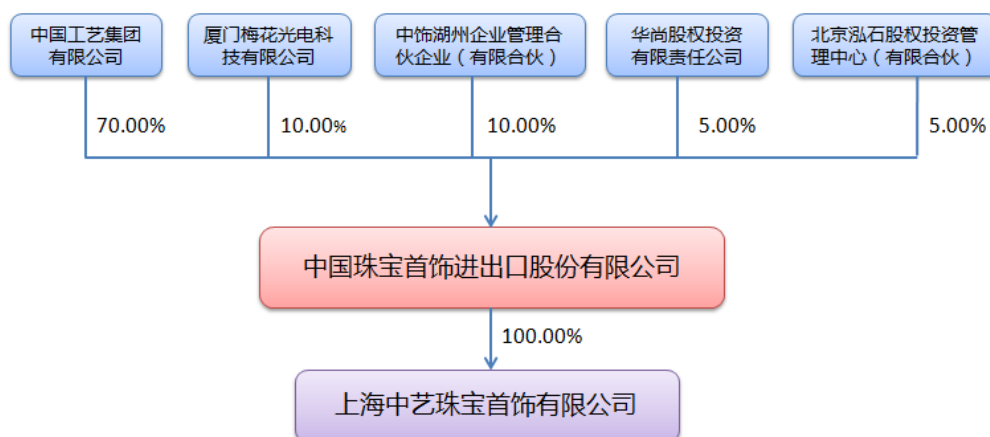 中国工艺集团
有限公司
厦门梅花光电科
技有限公司
中饰湖州企业管理合
伙企业（有限合伙）
华尚股权投资
有限责任公司
北京泓石股权投资管
理中心（有限合伙）
70.00%
10.00%
10.00%
5.00%
5.00%
中国珠宝首饰进出口股份有限公司
100.00%
上海中艺珠宝首饰有限公司